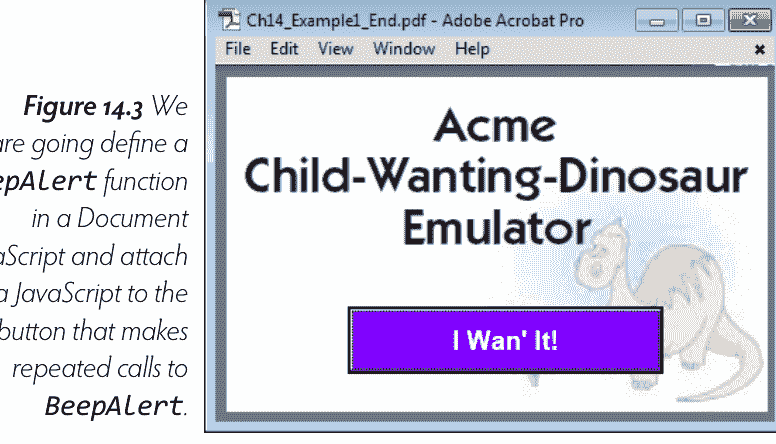 Figure 14.3 We
are going define a
epAlert function
in a Document
aScript and attach
a JavaScript to the
button that makes
repeated calls to
BeepAlert.
Ch14_Example1_End.pdf - Adobe Acrobat Pro
File Edit View Window Help
Acme
Child-Wanting-Dinosaur
Emulator
I Wan' It!